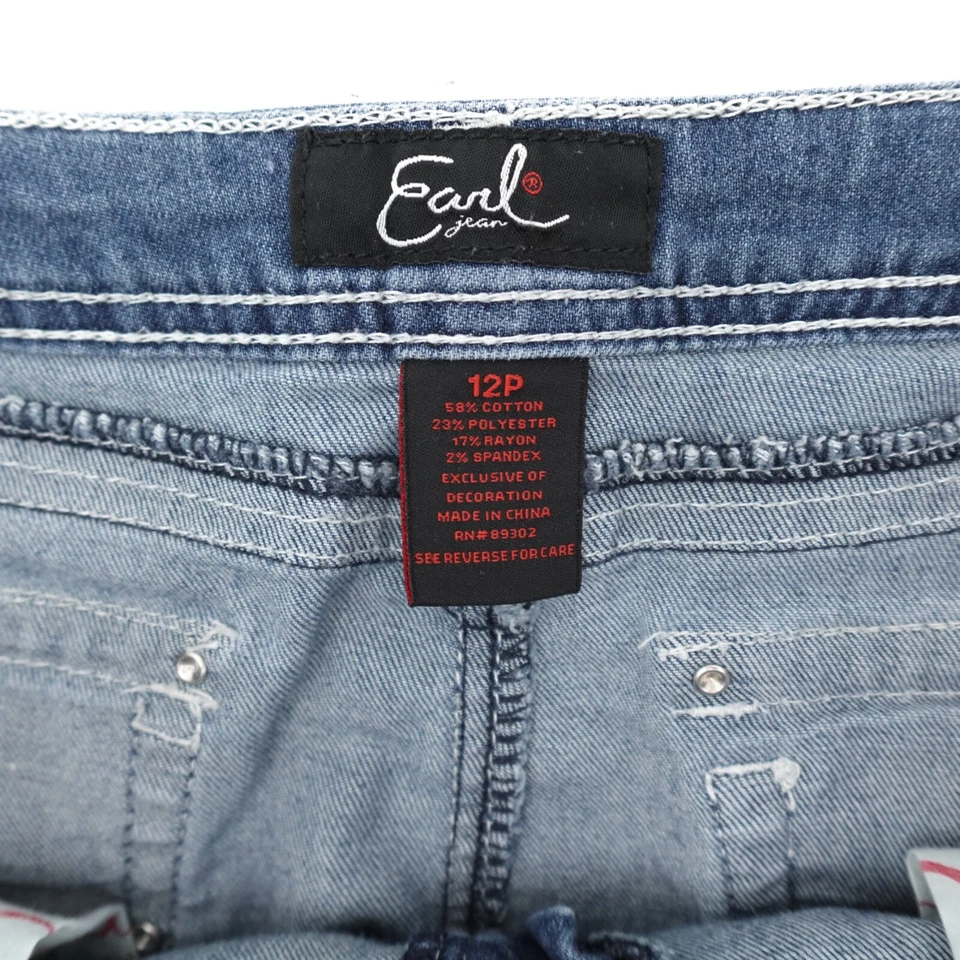 Earl®
jean
12P
58% COTTON
23% POLYESTER
17% RAYON
2% SPANDEX
EXCLUSIVE OF
DECORATION
MADE IN CHINA
RN#89302
SEE REVERSE FOR CARE